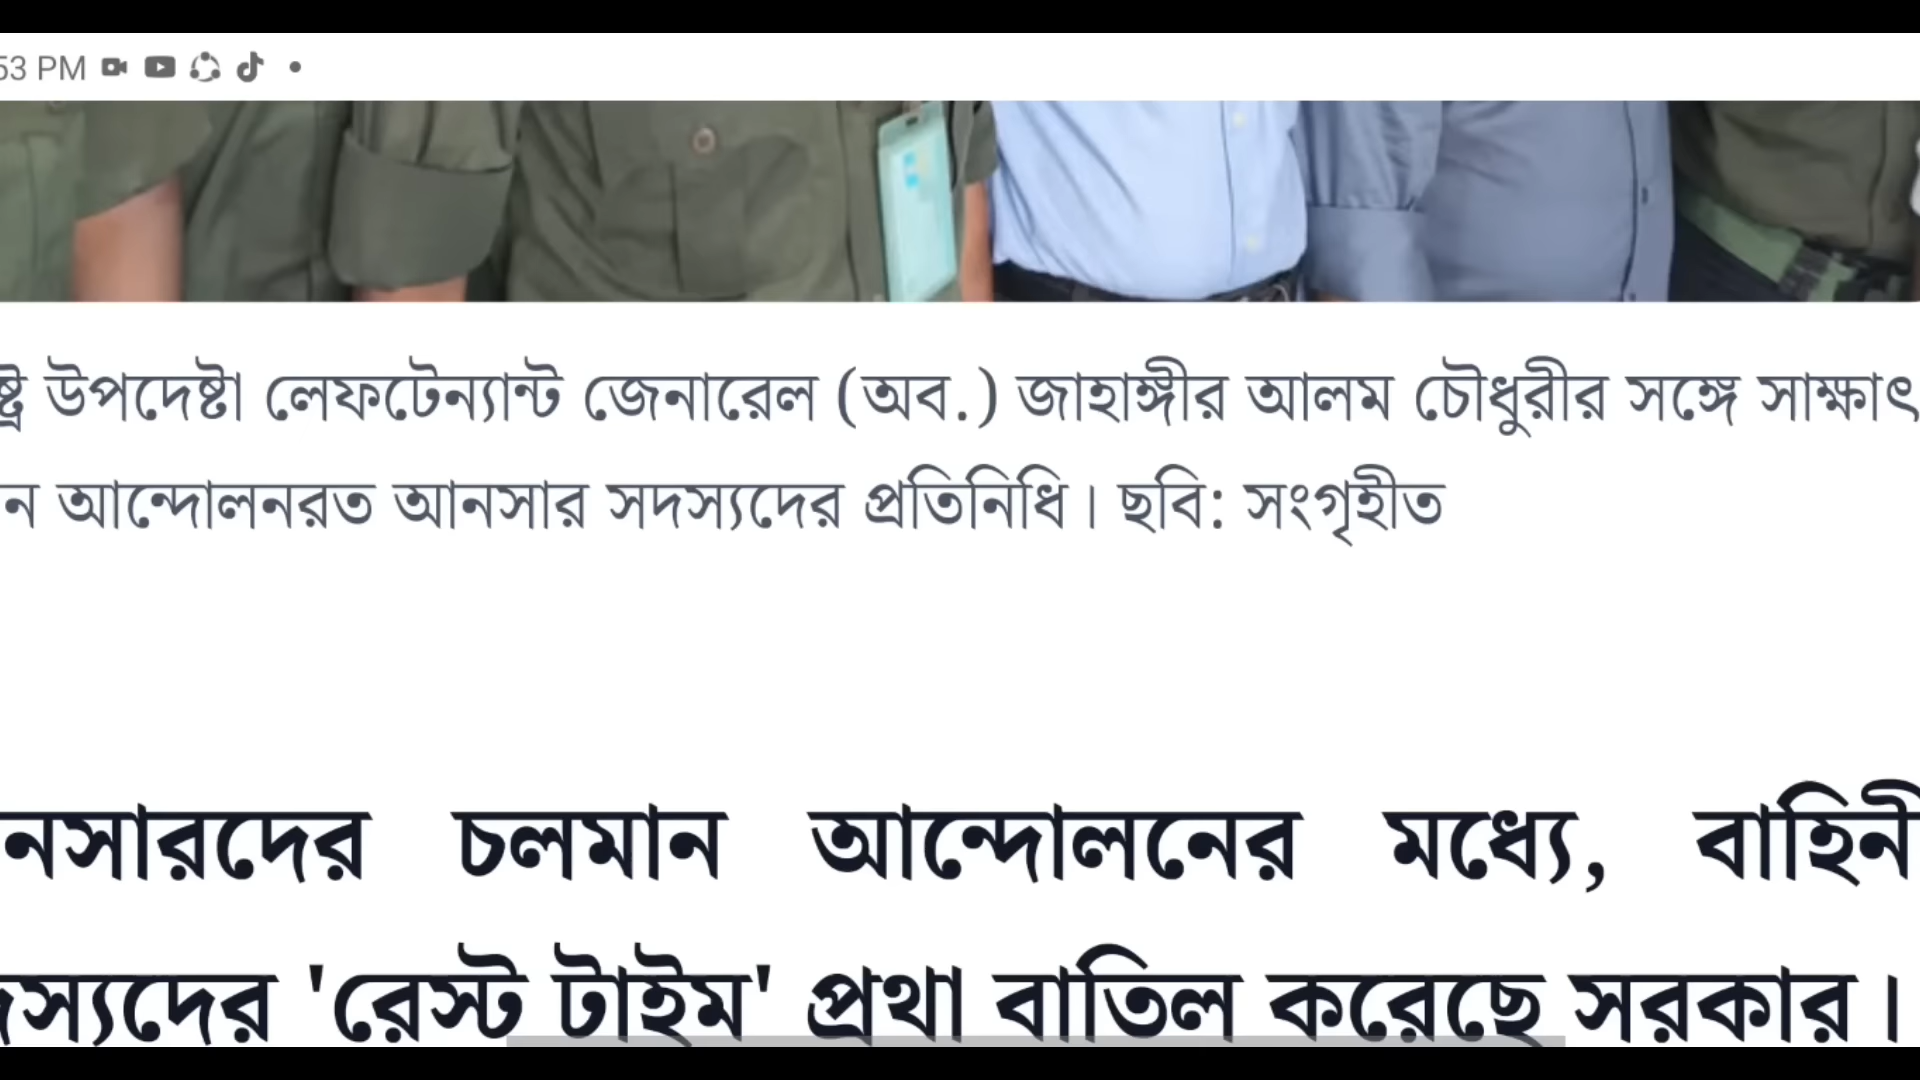 53 PM
উপদেষ্টা লেফটেন্যান্ট জেনারেল (অব.) জাহাঙ্গীর আলম চৌধুরীর সঙ্গে সাক্ষাৎ
ন আন্দোলনরত আনসার সদস্যদের প্রতিনিধি। ছবি: সংগৃহীত
নসারদের চলমান আন্দোলনের মধ্যে, বাহিনী
দস্যদের 'রেস্ট টাইম' প্রথা বাতিল করেছে সরকার।